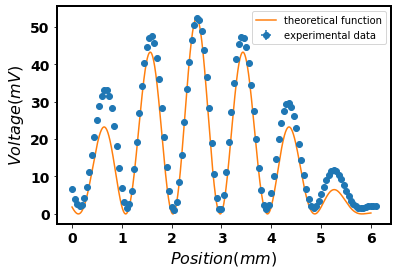 theoretical function
experimental data
50
40
30
20
10
0
Voltage(mV)
0 1 2 3 4 5 6
Position(mm)